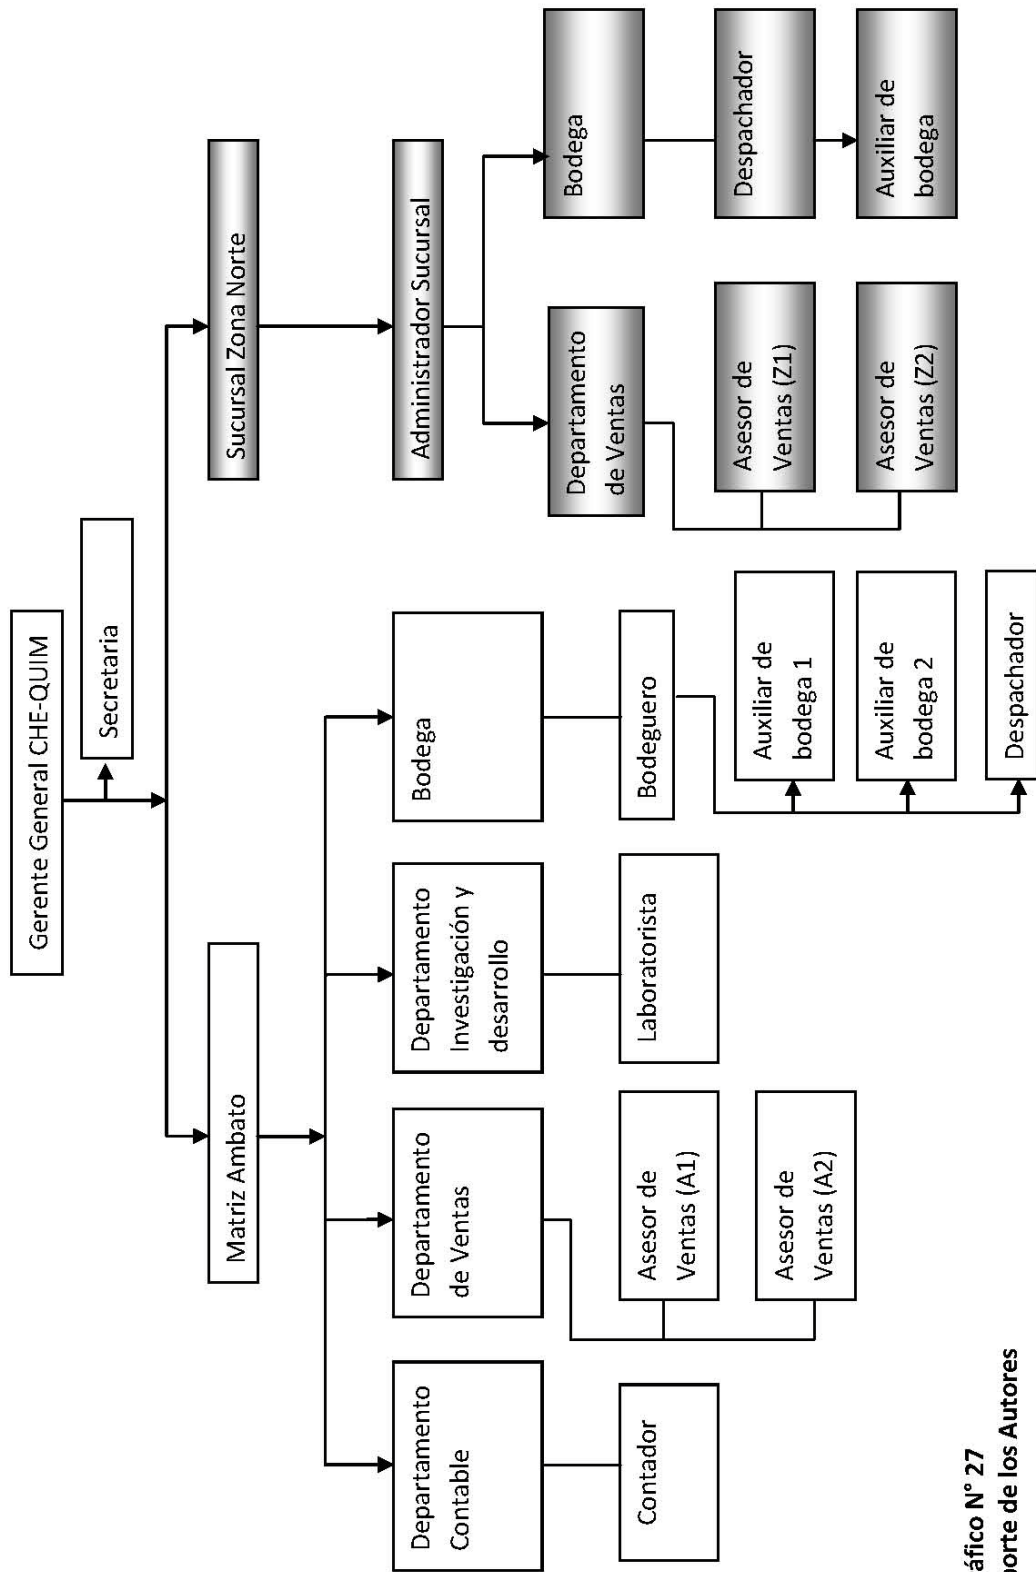 Gerente General CHE-QUIM
Secretaria
Matriz Ambato
Sucursal Zona Norte
Departamento
Contable
Departamento
de Ventas
Departamento
Investigación y
desarrollo
Bodega
Administrador Sucursal
Contador
Asesor de
Ventas (A1)
Asesor de
Ventas (A2)
Laboratorista
Bodeguero
Auxiliar de
bodega 1
Auxiliar de
bodega 2
Despachador
Departamento
de Ventas
Bodega
Asesor de
Ventas (Z1)
Asesor de
Ventas (Z2)
Despachador
Auxiliar de
bodega
áfico N° 27
porte de los Autores